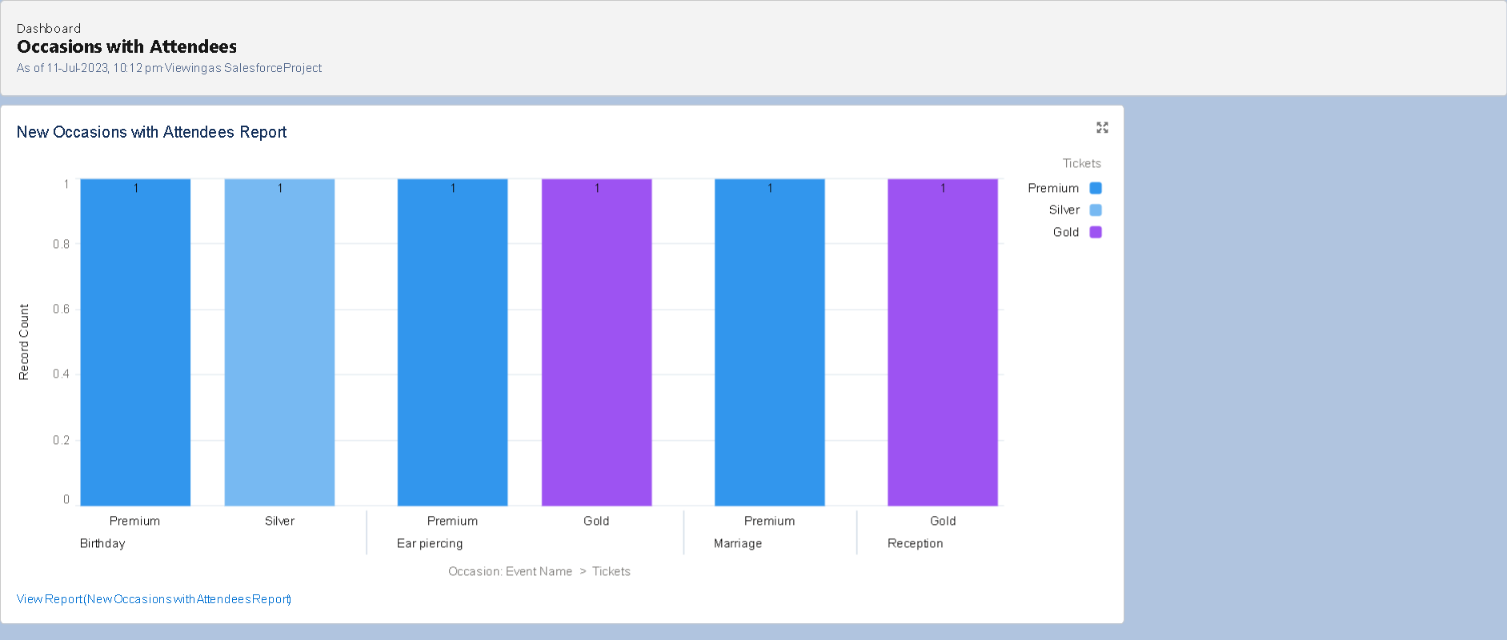 Dashboard
Occasions with Attendees
As of 11-Jul-2023, 10:12 pm·Viewing as SalesforceProject
New Occasions with Attendees Report
Tickets
Premium
Silver
Gold
Record Count
1
0.8
0.6
0.4
0.2
0
1 1 1 1 1 1
Premium Silver Premium Gold Premium Gold
Birthday Ear piercing Marriage Reception
Occasion: Event Name > Tickets
View Report (New Occasions with Attendees Report)